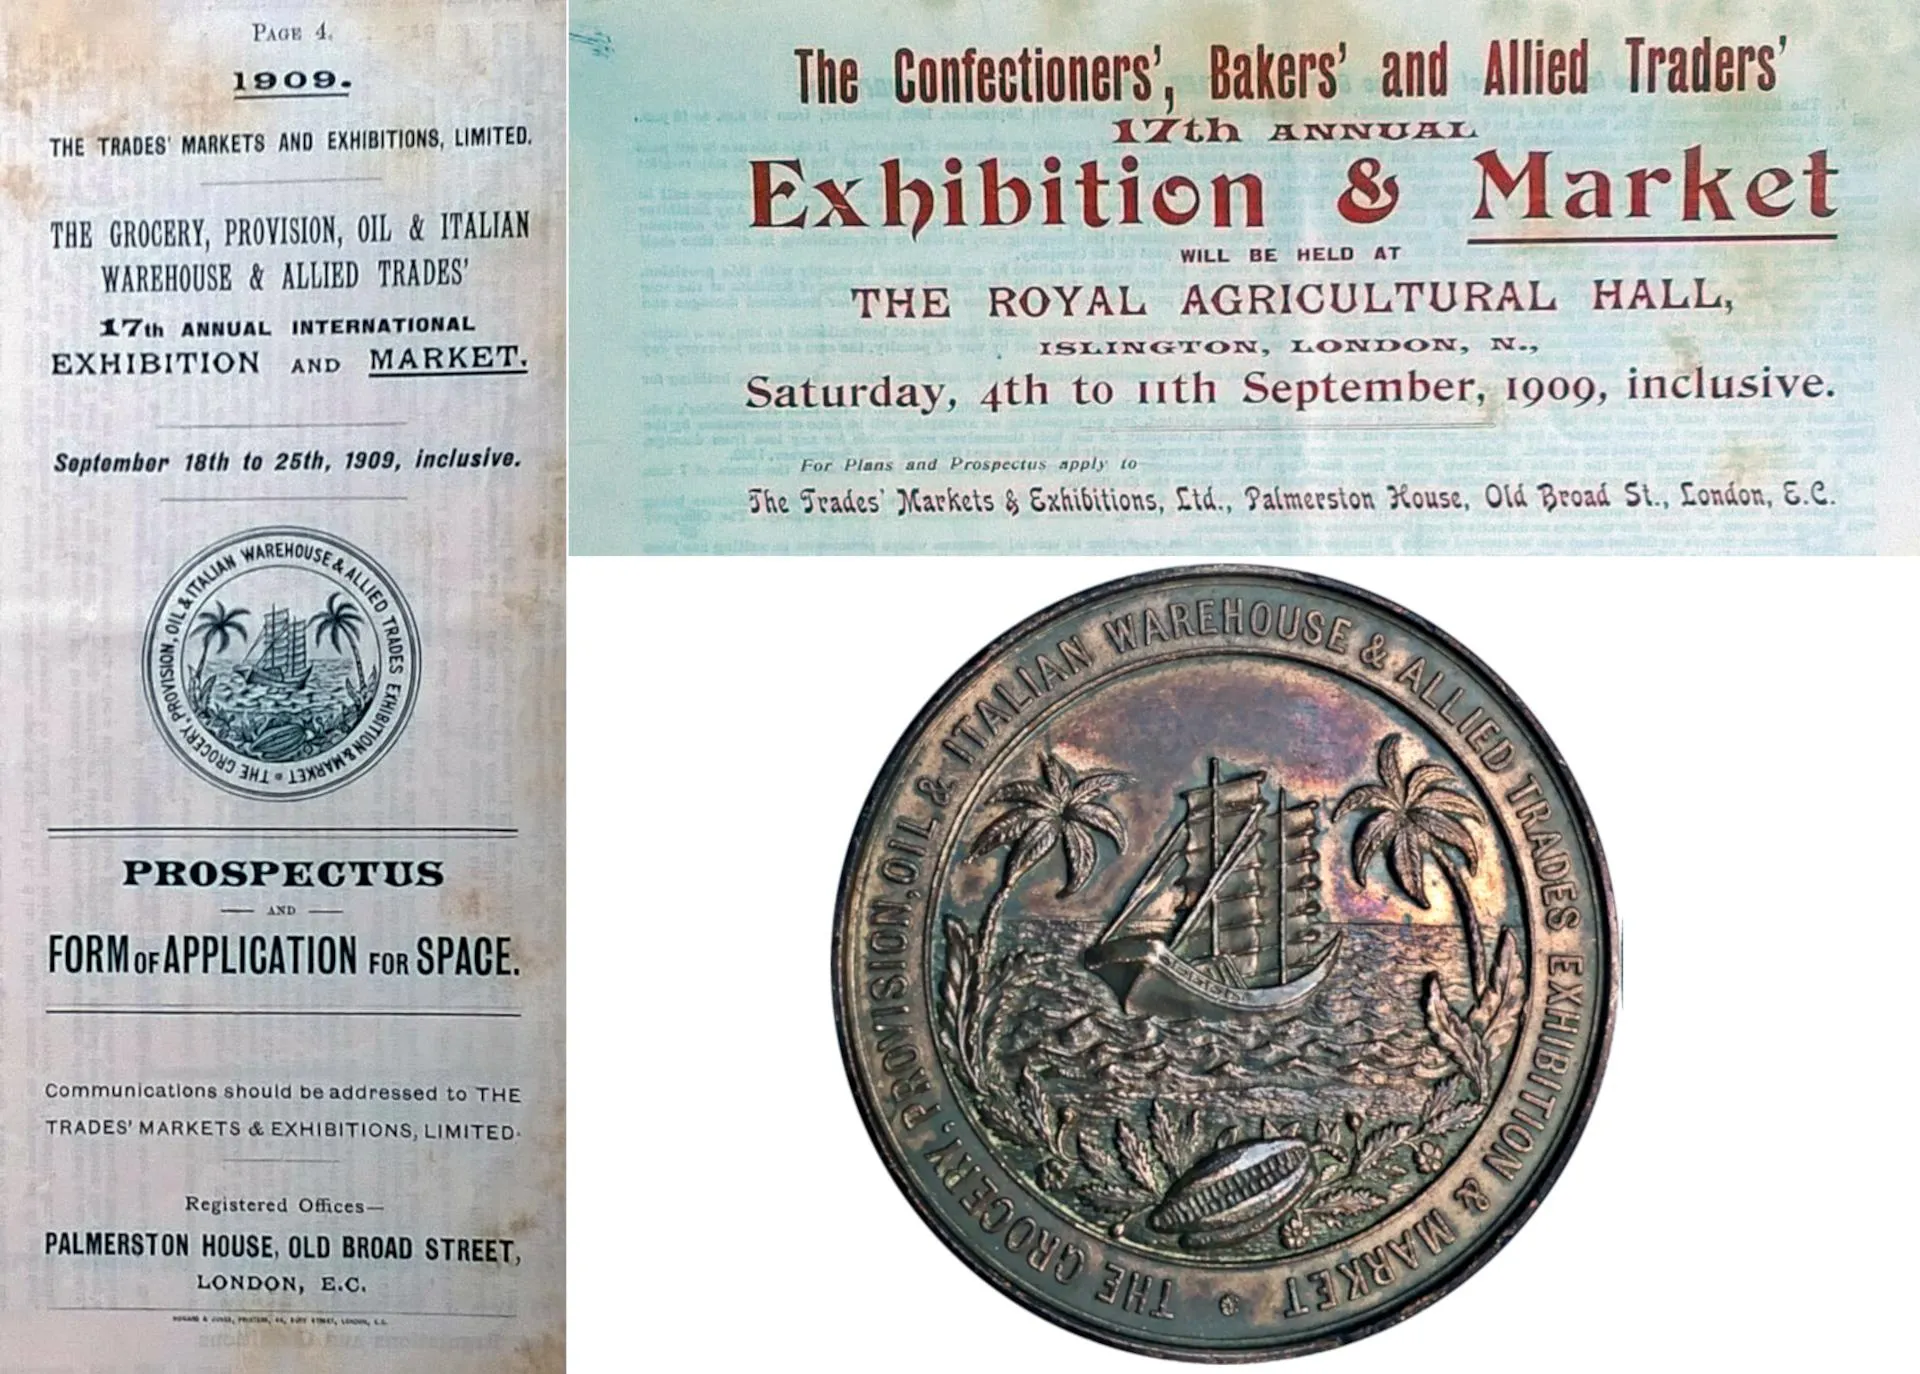 PAGE 4.
1909.
THE TRADES' MARKETS AND EXHIBITIONS, LIMITED.
THE GROCERY, PROVISION, OIL & ITALIAN
WAREHOUSE & ALLIED TRADES'
17th ANNUAL INTERNATIONAL
EXHIBITION AND MARKET.
September 18th to 25th, 1909, inclusive.
THE GROCERY, PROVISION, OIL & ITALIAN WAREHOUSE & ALLIED TRADES EXHIBITION & MARKET
PROSPECTUS
AND
FORM OF APPLICATION FOR SPACE.
Communications should be addressed to THE
TRADES' MARKETS & EXHIBITIONS, LIMITED.
Registered Offices—
PALMERSTON HOUSE, OLD BROAD STREET,
LONDON, E.C.
The Confectioners', Bakers' and Allied Traders'
17th ANNUAL
Exhibition & Market
WILL BE HELD AT
THE ROYAL AGRICULTURAL HALL,
ISLINGTON, LONDON, N.,
Saturday, 4th to 11th September, 1909, inclusive.
For Plans and Prospectus apply to
The Trades' Markets & Exhibitions, Ltd., Palmerston House, Old Broad St., London, E.C.
THE GROCERY, PROVISION, OIL & ITALIAN WAREHOUSE & ALLIED TRADES EXHIBITION & MARKET